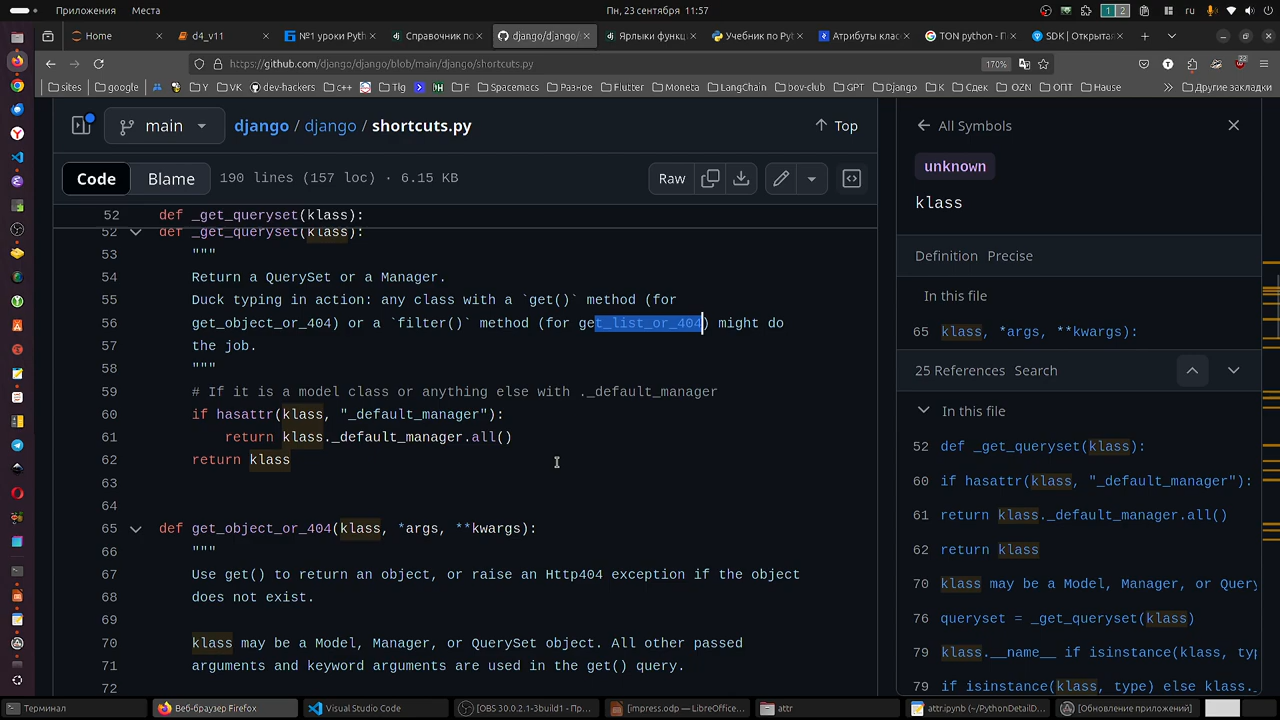 Приложения Места Пн, 23 сентября 11:57 1 2 ru
Home d4_v11 №1 уроки Pyth Справочник по django/django/ Ярлыки функц Учебник по Pyt Атрибуты клас TON python - П SDK | Открыта
https://github.com/django/django/blob/main/django/shortcuts.py 170% 22
sites google Y VK dev-hackers c++ Tlg F Spacemacs Разное Flutter Moneca LangChain bov-club GPT Django K Сдек OZN ОПТ Hause Другие закладки
main django / django / shortcuts.py Top
Code Blame 190 lines (157 loc) · 6.15 KB Raw
52 def _get_queryset(klass):
52 def _get_queryset(klass):
53 """
54 Return a QuerySet or a Manager.
55 Duck typing in action: any class with a `get()` method (for
56 get_object_or_404) or a `filter()` method (for get_list_or_404) might do
57 the job.
58 """
59 # If it is a model class or anything else with ._default_manager
60 if hasattr(klass, "_default_manager"):
61 return klass._default_manager.all()
62 return klass
63
64
65 def get_object_or_404(klass, *args, **kwargs):
66 """
67 Use get() to return an object, or raise an Http404 exception if the object
68 does not exist.
69
70 klass may be a Model, Manager, or QuerySet object. All other passed
71 arguments and keyword arguments are used in the get() query.
72
All Symbols
unknown
klass
Definition Precise
In this file
65 klass, *args, **kwargs):
25 References Search
In this file
52 def _get_queryset(klass):
60 if hasattr(klass, "_default_manager"):
61 return klass._default_manager.all()
62 return klass
70 klass may be a Model, Manager, or Query
76 queryset = _get_queryset(klass)
79 klass.__name__ if isinstance(klass, typ
79 if isinstance(klass, type) else klass._
Терминал Веб-браузер Firefox Visual Studio Code [OBS 30.0.2.1-3build1 - Пр... [impress.odp — LibreOffice... attr attr.ipynb (~/PythonDetailD... [Обновление приложений]